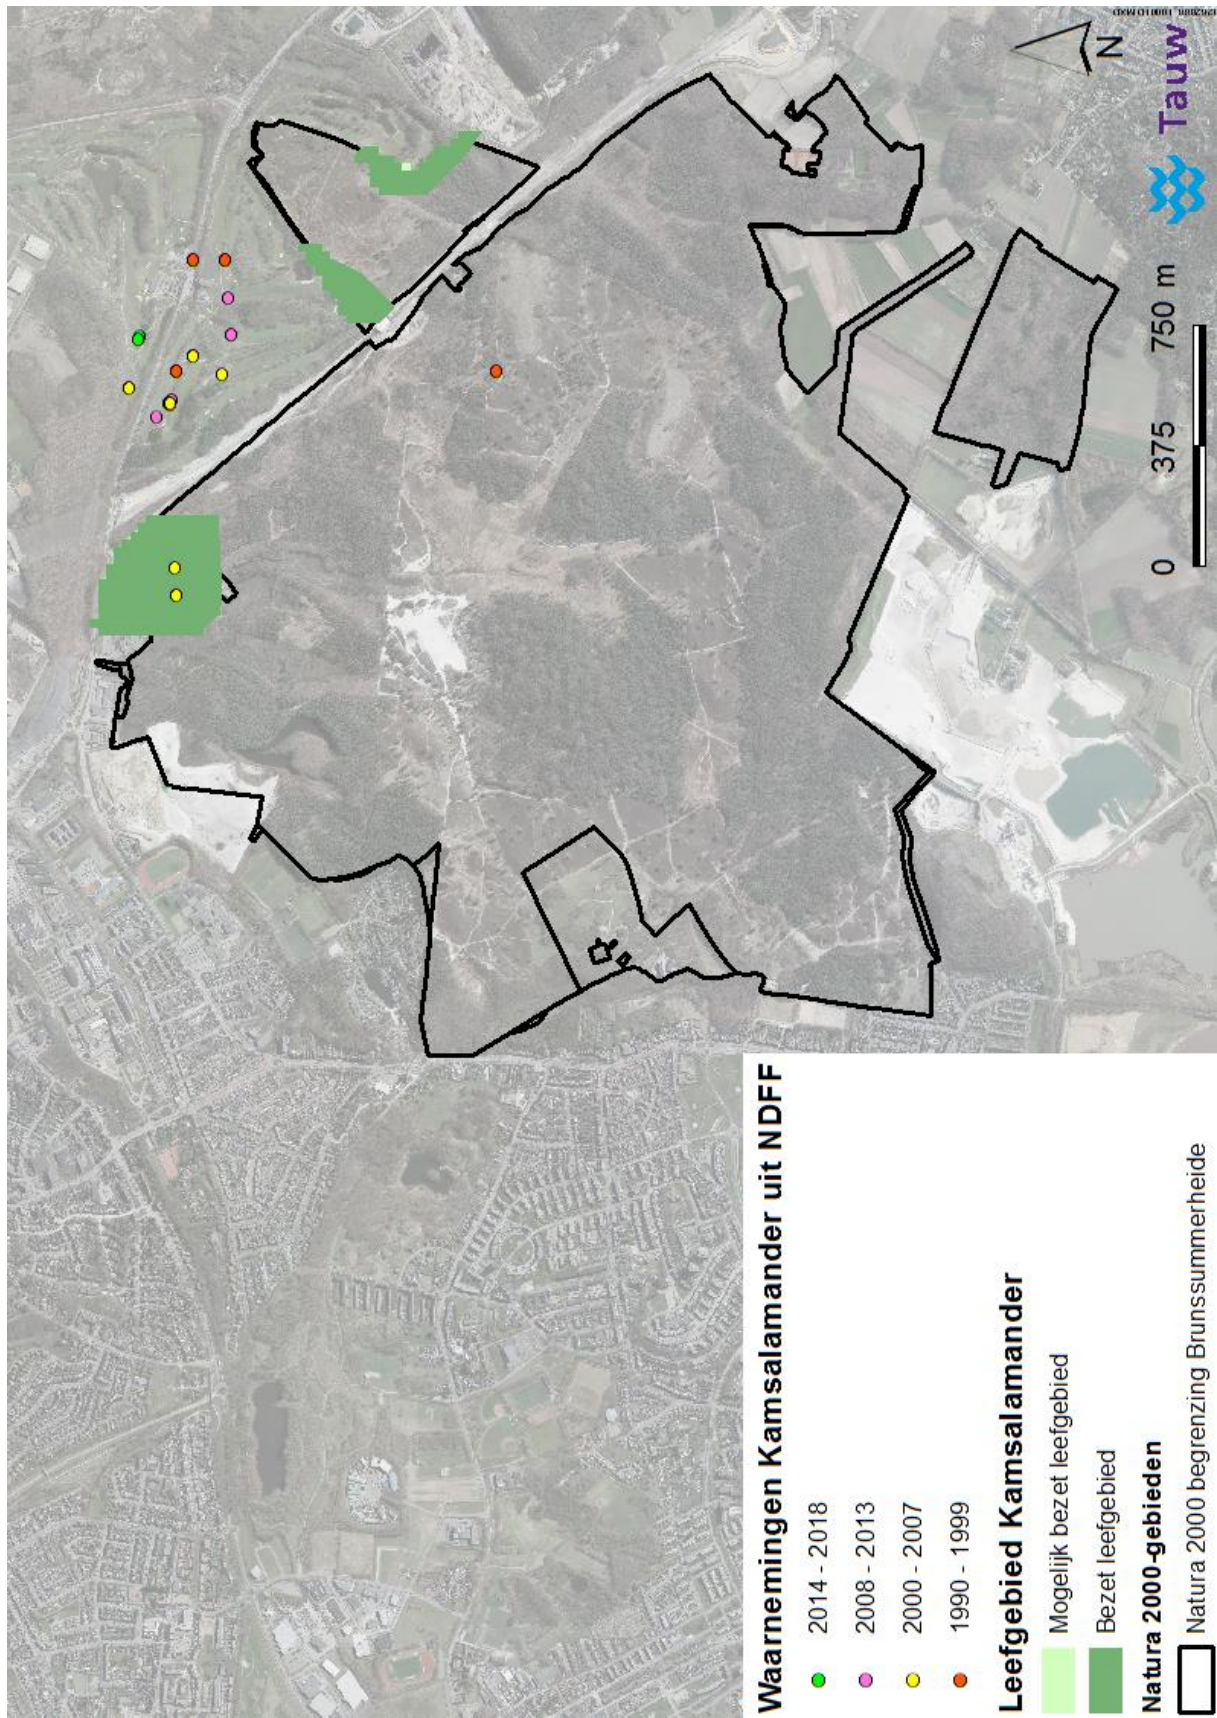 Waarnemingen Kamsalamander uit NDFF
2014 - 2018
2008 - 2013
2000 - 2007
1990 - 1999
Leefgebied Kamsalamander
Mogelijk bezet leefgebied
Bezet leefgebied
Natura 2000-gebieden
Natura 2000 begrenzing Brunssummerheide
0 375 750 m
Tauw
N